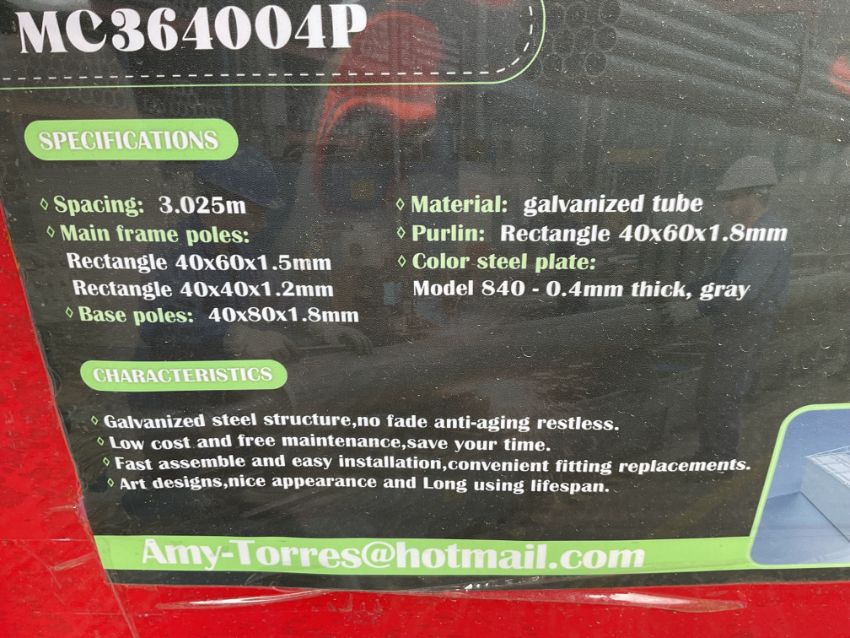 MC364004P
SPECIFICATIONS
◊ Spacing: 3.025m
◊ Main frame poles:
Rectangle 40x60x1.5mm
Rectangle 40x40x1.2mm
◊ Base poles: 40x80x1.8mm
◊ Material: galvanized tube
◊ Purlin: Rectangle 40x60x1.8mm
◊ Color steel plate:
Model 840 - 0.4mm thick, gray
CHARACTERISTICS
◊ Galvanized steel structure,no fade anti-aging restless.
◊ Low cost and free maintenance,save your time.
◊ Fast assemble and easy installation,convenient fitting replacements.
◊ Art designs,nice appearance and Long using lifespan.
Amy-Torres@hotmail.com